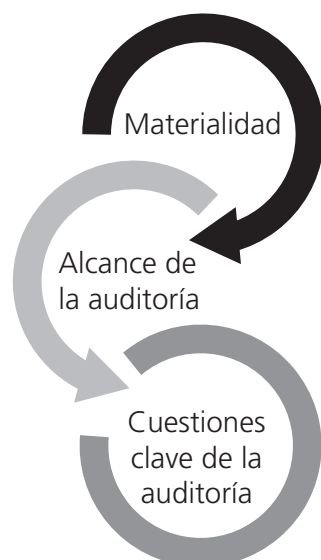 Materialidad
Alcance de
la auditoría
Cuestiones
clave de la
auditoría